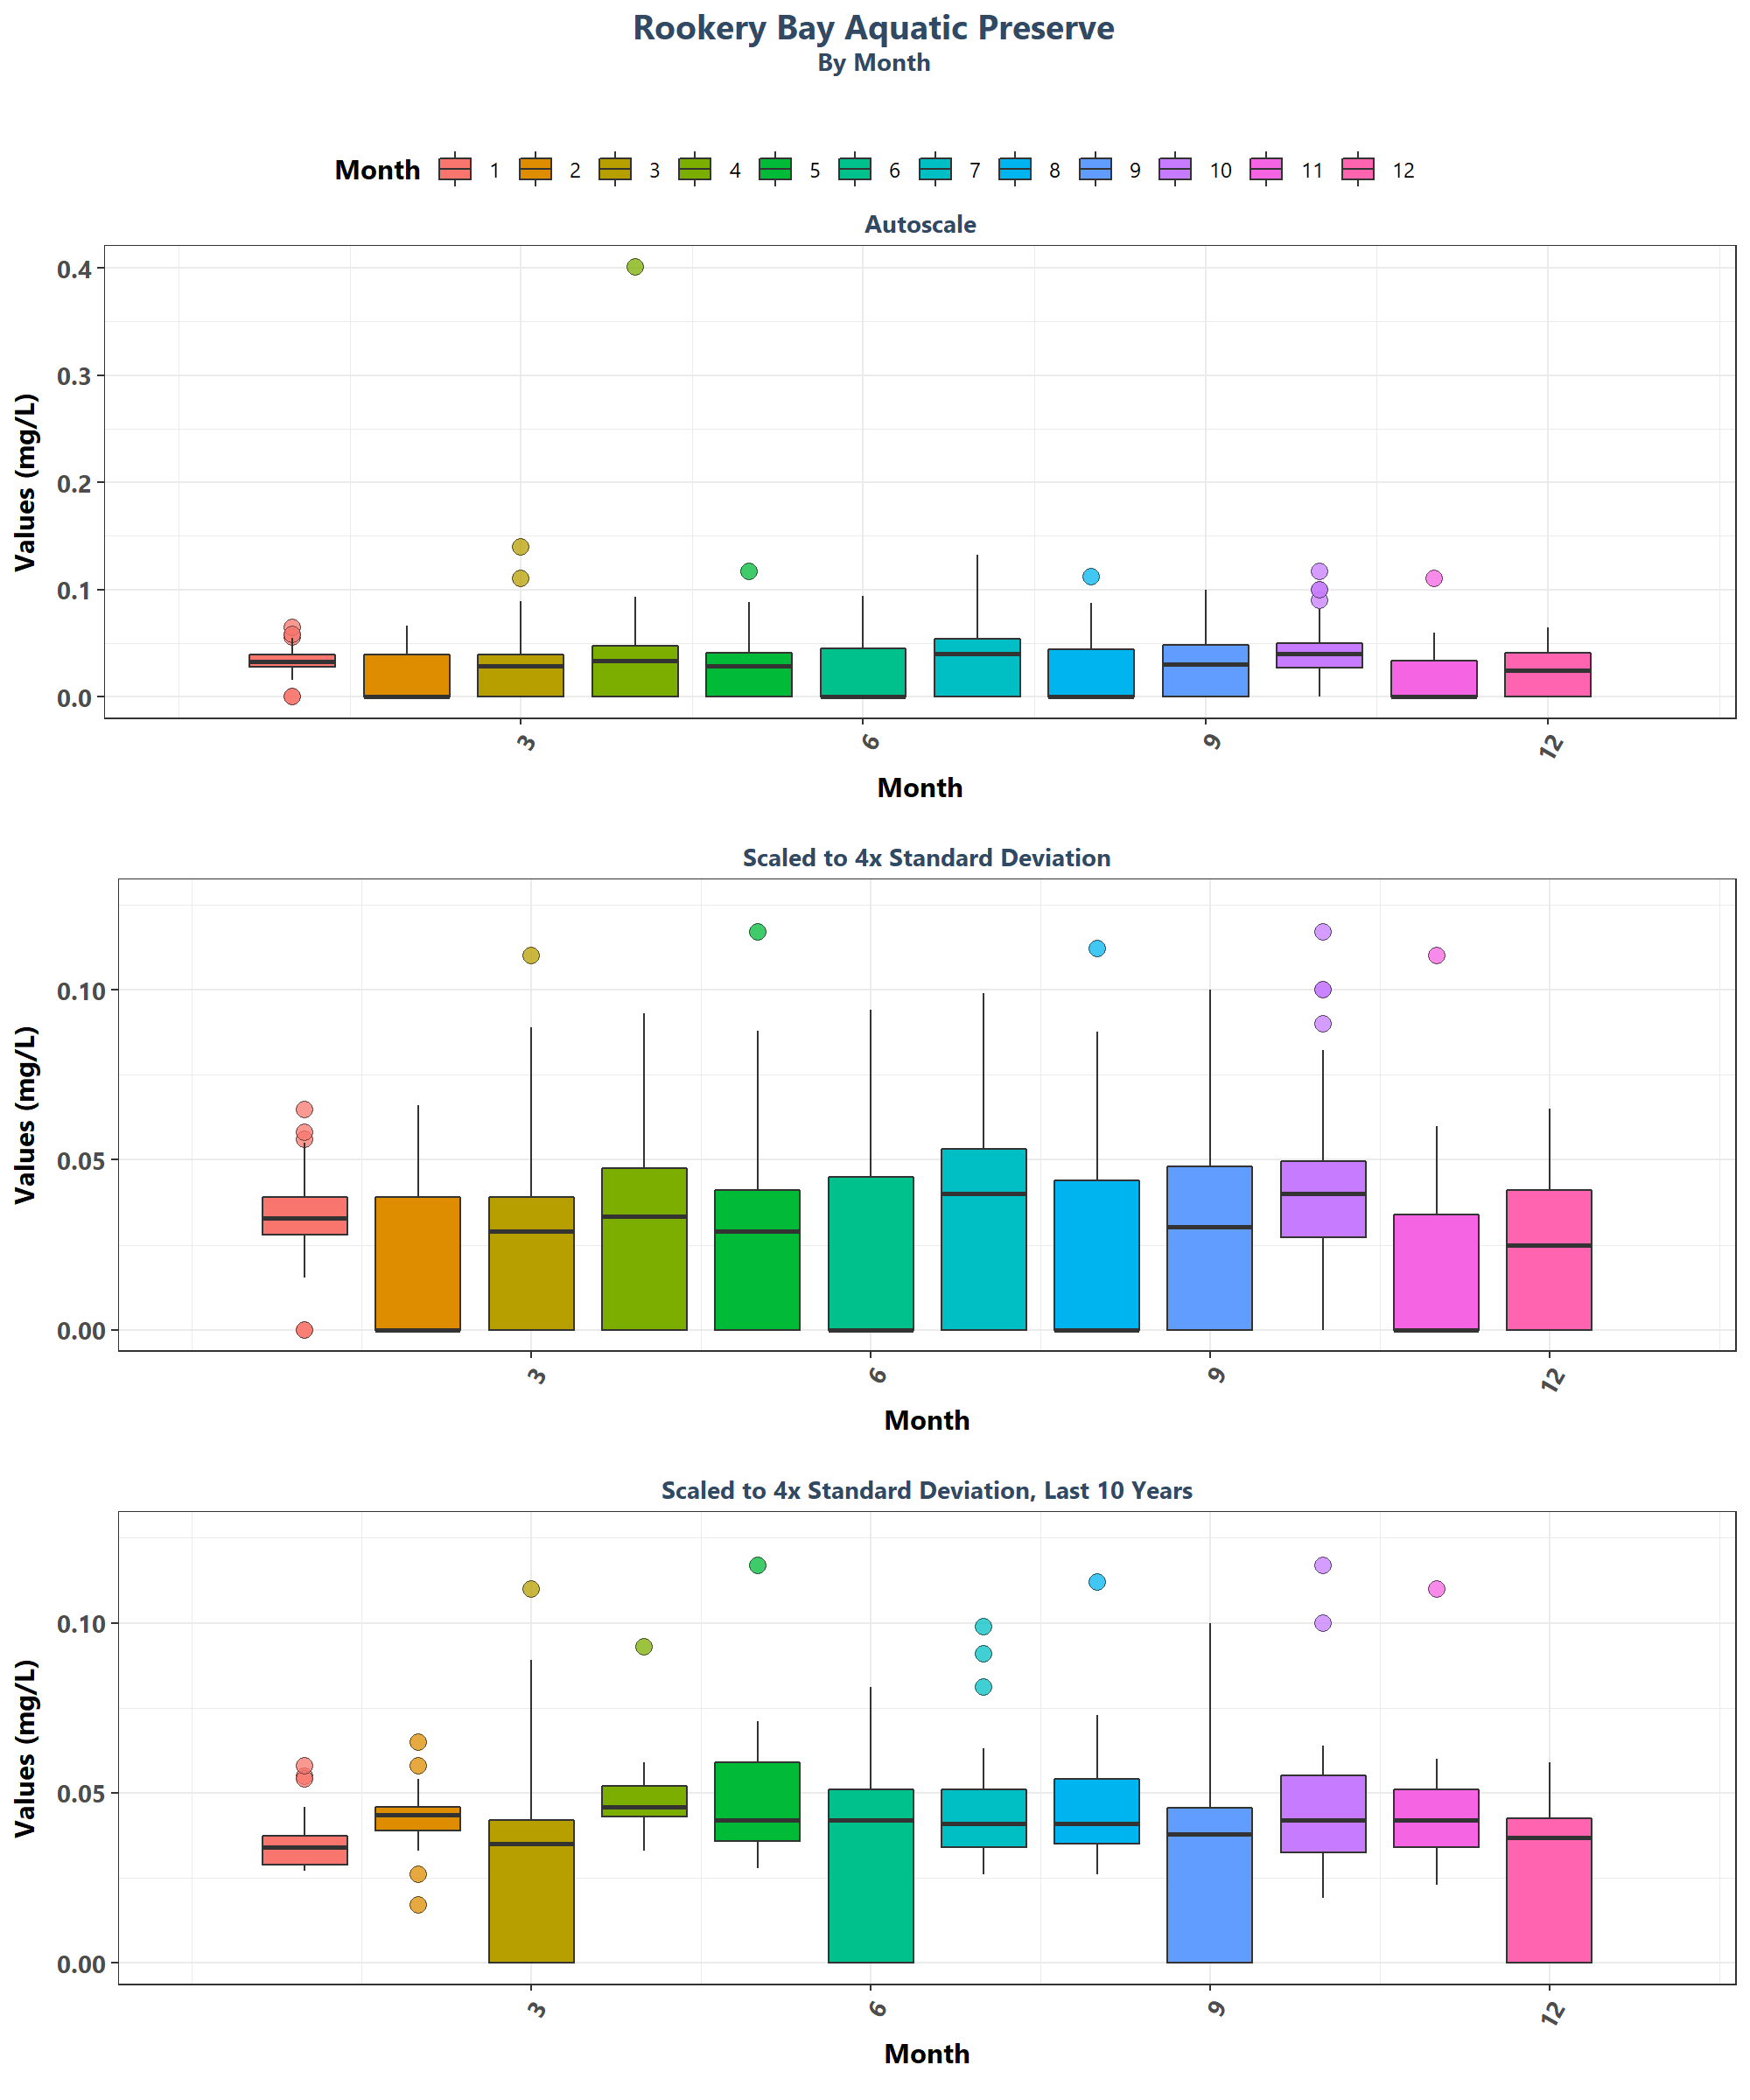 Rookery Bay Aquatic Preserve
By Month
Month 1 2 3 4 5 6 7 8 9 10 11 12
Autoscale
Values (mg/L)
0.4
0.3
0.2
0.1
0.0
3 6 9 12
Month
Scaled to 4x Standard Deviation
Values (mg/L)
0.10
0.05
0.00
3 6 9 12
Month
Scaled to 4x Standard Deviation, Last 10 Years
Values (mg/L)
0.10
0.05
0.00
3 6 9 12
Month